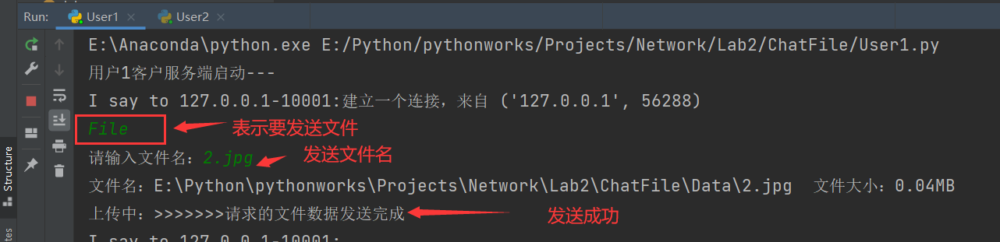 Run: User1 × User2 ×
E:\Anaconda\python.exe E:/Python/pythonworks/Projects/Network/Lab2/ChatFile/User1.py
用户1客户服务端启动---
I say to 127.0.0.1-10001:建立一个连接，来自 ('127.0.0.1', 56288)
File 表示要发送文件
请输入文件名：2.jpg 发送文件名
文件名：E:\Python\pythonworks\Projects\Network\Lab2\ChatFile\Data\2.jpg 文件大小：0.04MB
上传中：>>>>>>>请求的文件数据发送完成 发送成功
I say to 127.0.0.1-10001:
Structure